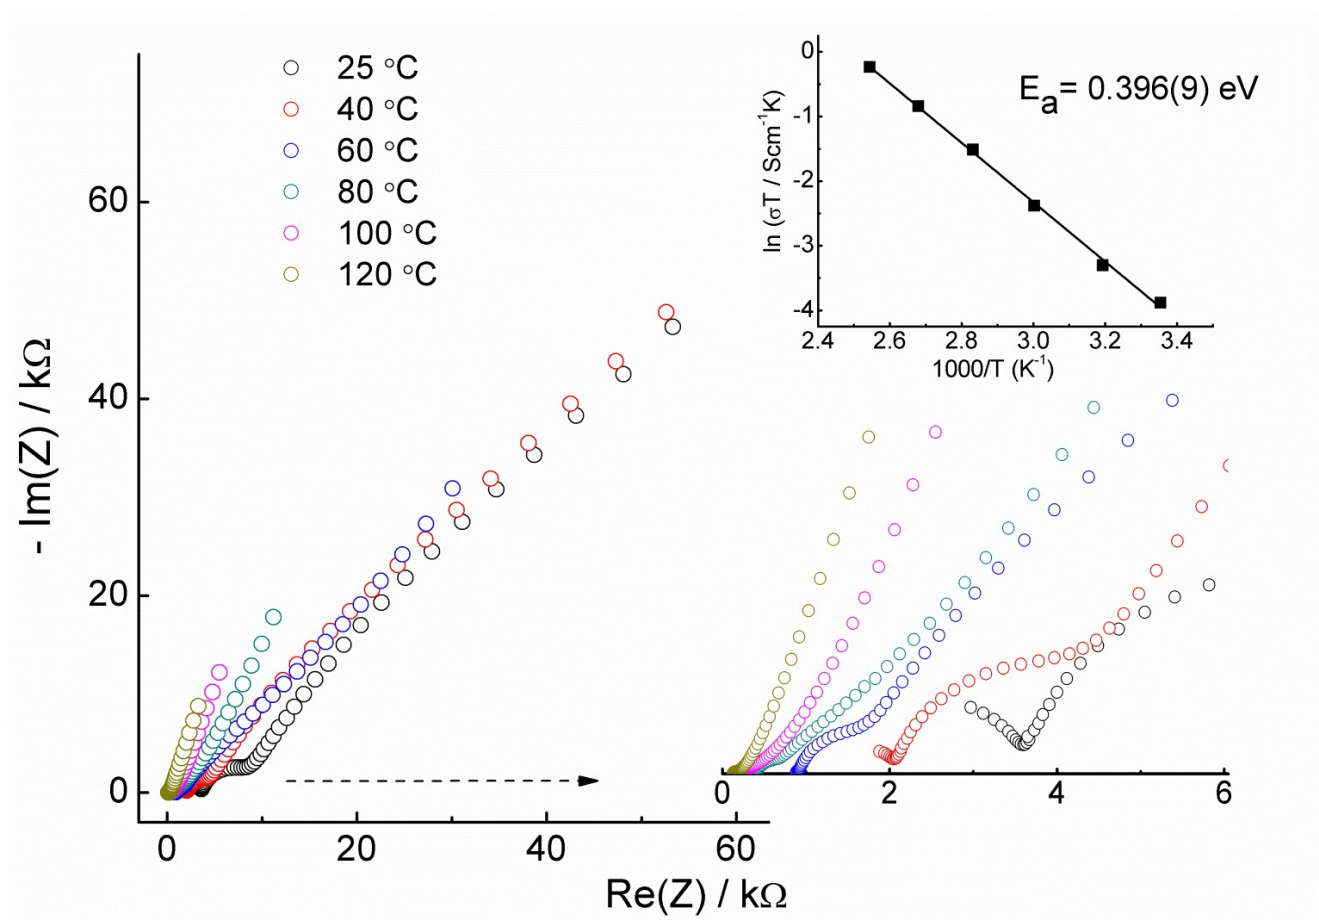 25 °C
40 °C
60 °C
80 °C
100 °C
120 °C
- Im(Z) / kΩ
60
40
20
0
0 20 40 60
Re(Z) / kΩ
Eₐ= 0.396(9) eV
ln (σT / Scm⁻¹K)
0
-1
-2
-3
-4
2.4 2.6 2.8 3.0 3.2 3.4
1000/T (K⁻¹)
0 2 4 6